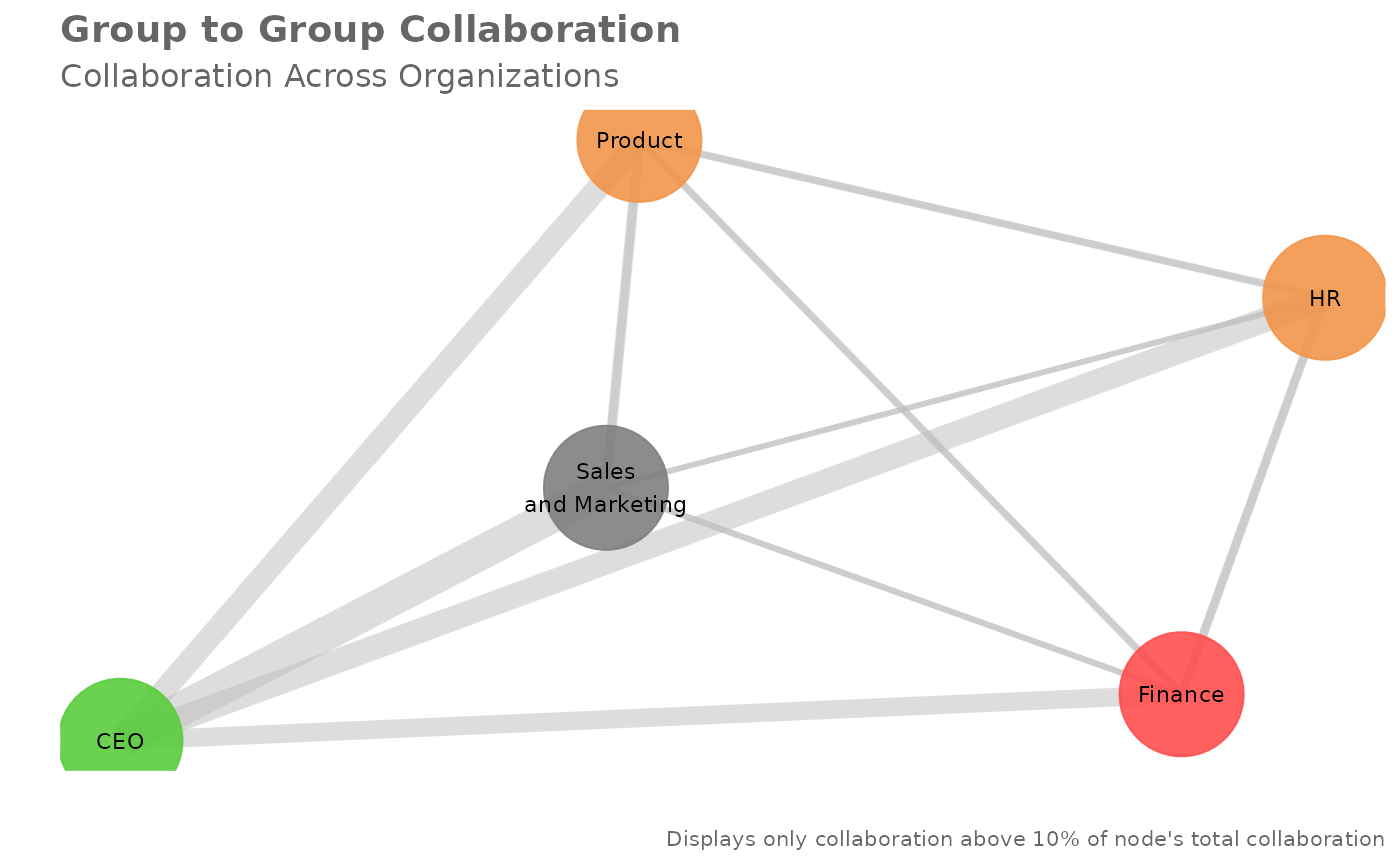 Group to Group Collaboration
Collaboration Across Organizations
Product
HR
Sales
and Marketing
Finance
CEO
Displays only collaboration above 10% of node's total collaboration